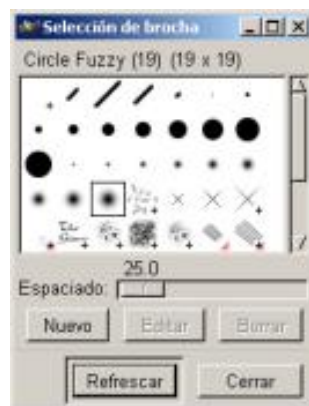 Selección de brocha
Circle Fuzzy (19) (19 x 19)
25.0
Espaciado:
Nuevo Editar Borrar
Refrescar Cerrar